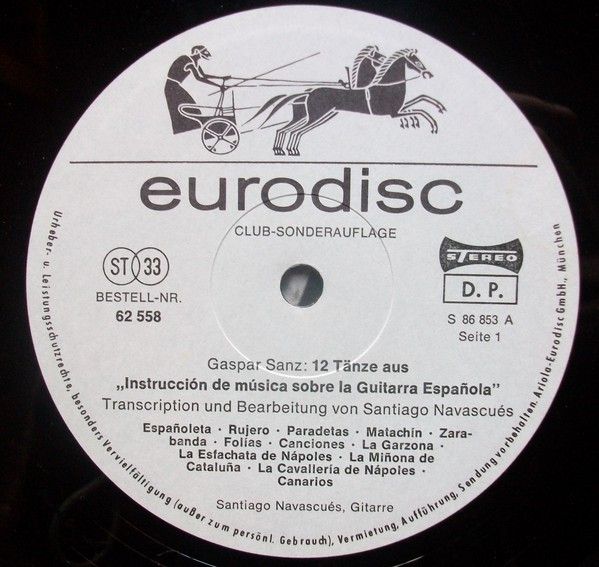 eurodisc
CLUB-SONDERAUFLAGE
ST 33
BESTELL-NR.
62 558
STEREO
D. P.
S 86 853 A
Seite 1
Gaspar Sanz: 12 Tänze aus
„Instrucción de música sobre la Guitarra Española”
Transcription und Bearbeitung von Santiago Navascués
Españoleta · Rujero · Paradetas · Matachín · Zara-
banda · Folías · Canciones · La Garzona ·
La Esfachata de Nápoles · La Miñona de
Cataluña · La Cavallería de Nápoles ·
Canarios
Santiago Navascués, Gitarre
Urheber- u. Leistungsschutzrechte, besonders Vervielfältigung (außer zum persönl. Gebrauch), Vermietung, Aufführung, Sendung vorbehalten. Ariola-Eurodisc GmbH., München